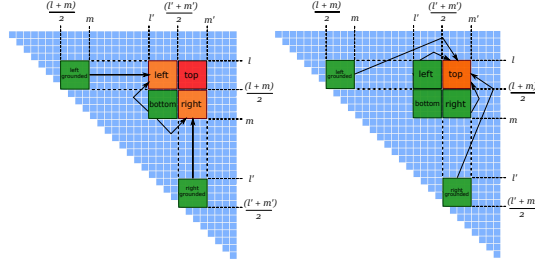 (l+m)
2
m
l'
(l'+m')
2
m'
left
grounded
left
top
bottom
right
right
grounded
l
(l+m)
2
m
l'
(l'+m')
2
(l+m)
2
m
l'
(l'+m')
2
m'
left
grounded
left
top
bottom
right
right
grounded
l
(l+m)
2
m
l'
(l'+m
2